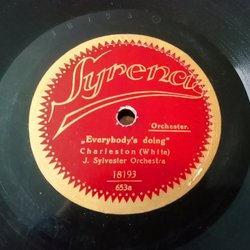 Syrena
Orchester.
„Everybody's doing"
Charleston (White)
J. Sylvester Orchestra
18193
653a